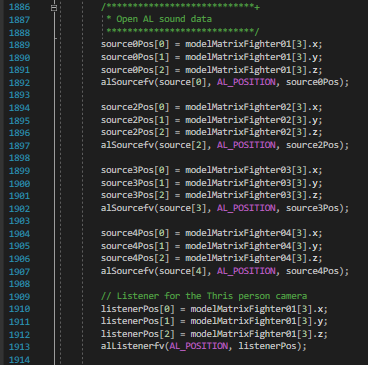 1886 /****************************+
1887 * Open AL sound data
1888 ****************************/
1889 source0Pos[0] = modelMatrixFighter01[3].x;
1890 source0Pos[1] = modelMatrixFighter01[3].y;
1891 source0Pos[2] = modelMatrixFighter01[3].z;
1892 alSourcefv(source[0], AL_POSITION, source0Pos);
1893
1894 source2Pos[0] = modelMatrixFighter02[3].x;
1895 source2Pos[1] = modelMatrixFighter02[3].y;
1896 source2Pos[2] = modelMatrixFighter02[3].z;
1897 alSourcefv(source[2], AL_POSITION, source2Pos);
1898
1899 source3Pos[0] = modelMatrixFighter03[3].x;
1900 source3Pos[1] = modelMatrixFighter03[3].y;
1901 source3Pos[2] = modelMatrixFighter03[3].z;
1902 alSourcefv(source[3], AL_POSITION, source3Pos);
1903
1904 source4Pos[0] = modelMatrixFighter04[3].x;
1905 source4Pos[1] = modelMatrixFighter04[3].y;
1906 source4Pos[2] = modelMatrixFighter04[3].z;
1907 alSourcefv(source[4], AL_POSITION, source4Pos);
1908
1909 // Listener for the Thris person camera
1910 listenerPos[0] = modelMatrixFighter01[3].x;
1911 listenerPos[1] = modelMatrixFighter01[3].y;
1912 listenerPos[2] = modelMatrixFighter01[3].z;
1913 alListenerfv(AL_POSITION, listenerPos);
1914